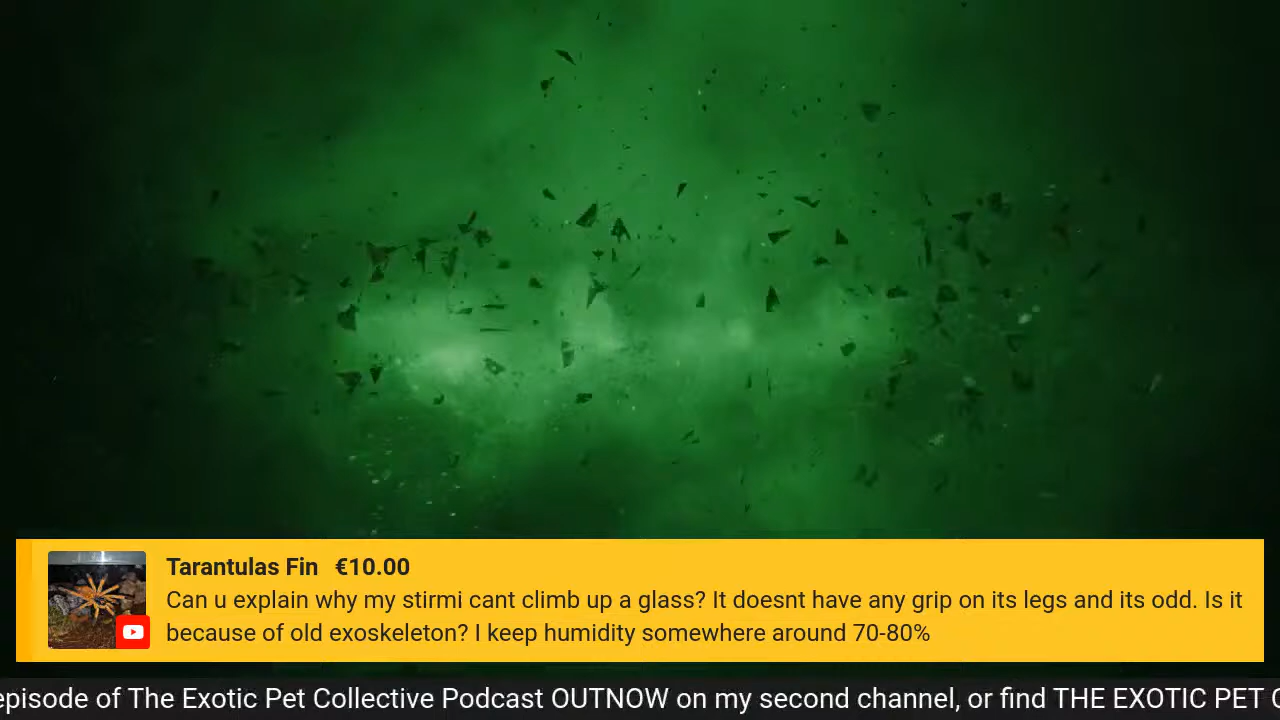 Tarantulas Fin €10.00
Can u explain why my stirmi cant climb up a glass? It doesnt have any grip on its legs and its odd. Is it
because of old exoskeleton? I keep humidity somewhere around 70-80%
episode of The Exotic Pet Collective Podcast OUTNOW on my second channel, or find THE EXOTIC PET